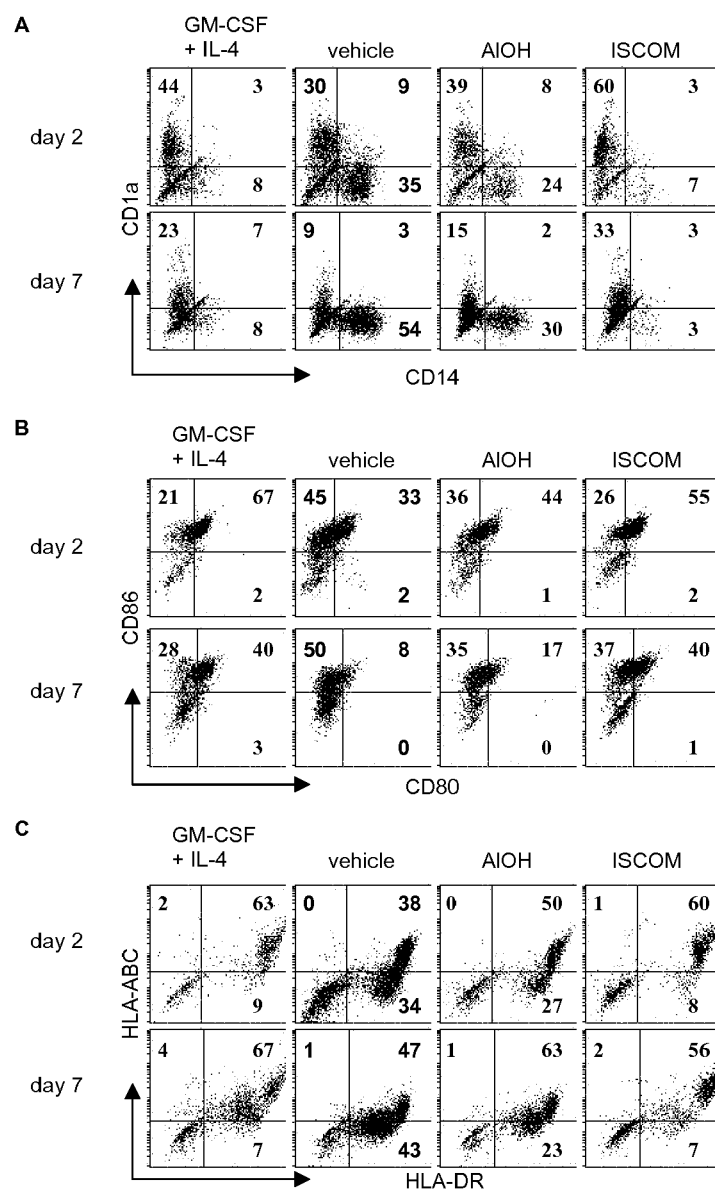 A
GM-CSF
+ IL-4
vehicle
AlOH
ISCOM
day 2
44 3 30 9 39 8 60 3
8 35 24 7
CD1a
day 7
23 7 9 3 15 2 33 3
8 54 30 3
CD14
B
GM-CSF
+ IL-4
vehicle
AlOH
ISCOM
day 2
21 67 45 33 36 44 26 55
2 2 1 2
CD86
day 7
28 40 50 8 35 17 37 40
3 0 0 1
CD80
C
GM-CSF
+ IL-4
vehicle
AlOH
ISCOM
day 2
2 63 0 38 0 50 1 60
9 34 27 8
HLA-ABC
day 7
4 67 1 47 1 63 2 56
7 43 23 7
HLA-DR